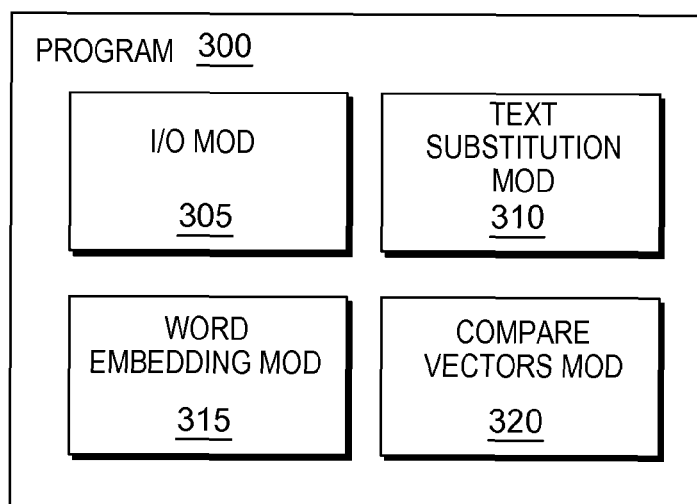 PROGRAM 300
I/O MOD
305
TEXT
SUBSTITUTION
MOD
310
WORD
EMBEDDING MOD
315
COMPARE
VECTORS MOD
320